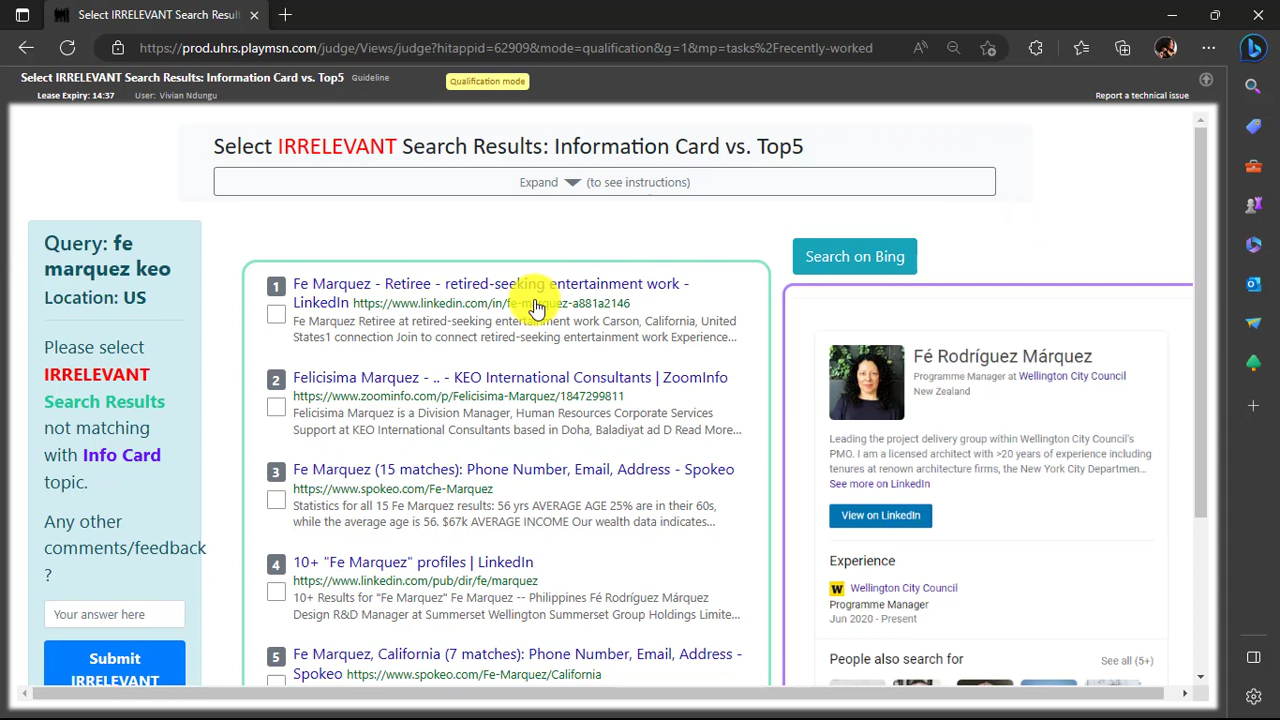 Select IRRELEVANT Search Resul
https://prod.uhrs.playmsn.com/judge/Views/judge?hitappid=62909&mode=qualification&g=1&mp=tasks%2Frecently-worked
Select IRRELEVANT Search Results: Information Card vs. Top5 Guideline
Qualification mode
Lease Expiry: 14:37 User: Vivian Ndungu
Report a technical issue
Select IRRELEVANT Search Results: Information Card vs. Top5
Expand (to see instructions)
Query: fe
marquez keo
Location: US
Please select
IRRELEVANT
Search Results
not matching
with Info Card
topic.
Any other
comments/feedback
?
Your answer here
Submit
IRRELEVANT
1 Fe Marquez - Retiree - retired-seeking entertainment work -
LinkedIn https://www.linkedin.com/in/fe-marquez-a881a2146
Fe Marquez Retiree at retired-seeking entertainment work Carson, California, United
States1 connection Join to connect retired-seeking entertainment work Experience...
2 Felicisima Marquez - .. - KEO International Consultants | ZoomInfo
https://www.zoominfo.com/p/Felicisima-Marquez/1847299811
Felicisima Marquez is a Division Manager, Human Resources Corporate Services
Support at KEO International Consultants based in Doha, Baladiyat ad D Read More...
3 Fe Marquez (15 matches): Phone Number, Email, Address - Spokeo
https://www.spokeo.com/Fe-Marquez
Statistics for all 15 Fe Marquez results: 56 yrs AVERAGE AGE 25% are in their 60s,
while the average age is 56. $67k AVERAGE INCOME Our wealth data indicates...
4 10+ "Fe Marquez" profiles | LinkedIn
https://www.linkedin.com/pub/dir/fe/marquez
10+ Results for "Fe Marquez" Fe Marquez -- Philippines Fé Rodríguez Márquez
Design R&D Manager at Summerset Wellington Summerset Group Holdings Limite...
5 Fe Marquez, California (7 matches): Phone Number, Email, Address -
Spokeo https://www.spokeo.com/Fe-Marquez/California
Search on Bing
Fé Rodríguez Márquez
Programme Manager at Wellington City Council
New Zealand
Leading the project delivery group within Wellington City Council's
PMO. I am a licensed architect with >20 years of experience including
tenures at renown architecture firms, the New York City Departmen...
See more on LinkedIn
View on LinkedIn
Experience
W Wellington City Council
Programme Manager
Jun 2020 - Present
People also search for
See all (5+)